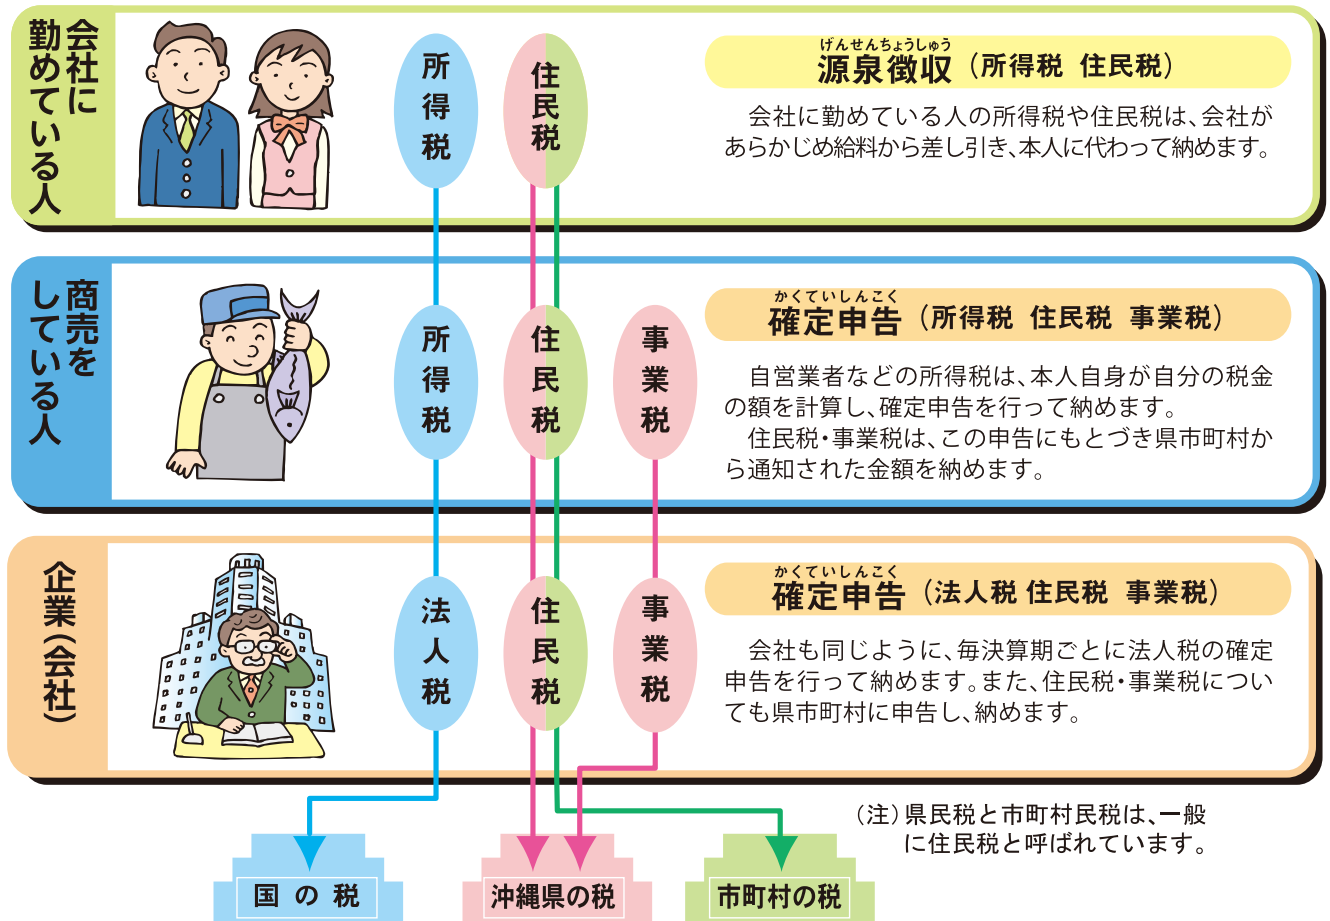 会社に
勤めている人
所得税
住民税
げんせんちょうしゅう
源泉徴収（所得税 住民税）
会社に勤めている人の所得税や住民税は、会社が
あらかじめ給料から差し引き、本人に代わって納めます。
商売を
している人
所得税
住民税
事業税
かくていしんこく
確定申告（所得税 住民税 事業税）
自営業者などの所得税は、本人自身が自分の税金
の額を計算し、確定申告を行って納めます。
住民税・事業税は、この申告にもとづき県市町村か
ら通知された金額を納めます。
企業（会社）
法人税
住民税
事業税
かくていしんこく
確定申告（法人税 住民税 事業税）
会社も同じように、毎決算期ごとに法人税の確定
申告を行って納めます。また、住民税・事業税につい
ても県市町村に申告し、納めます。
（注）県民税と市町村民税は、一般
に住民税と呼ばれています。
国の税
沖縄県の税
市町村の税